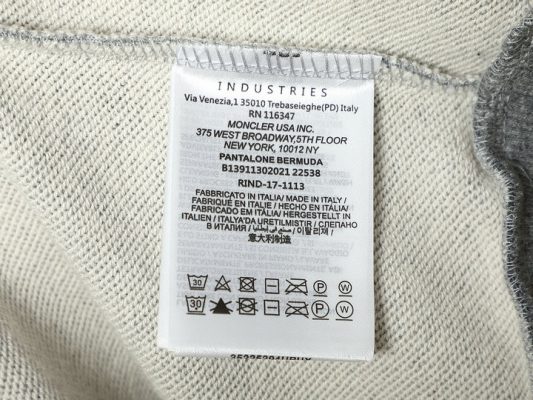 INDUSTRIES
Via Venezia,1 35010 Trebaseleghe(PD) Italy
RN 116347
MONCLER USA INC.
375 WEST BROADWAY,5TH FLOOR
NEW YORK, 10012 NY
PANTALONE BERMUDA
B13911302021 22538
RIND-17-1113
FABBRICATO IN ITALIA/ MADE IN ITALY /
FABRIQUÉ EN ITALIE / HECHO EN ITALIA/
FABRICADO EM ITÁLIA/ HERGESTELLT IN
ITALIEN / ITALYA'DA URETILMISTIR / СЛЕПАНО
В ИТАЛИЯ / صنع في إيطاليا / 이탈리제 /
意大利制造
30 P W
30 P W